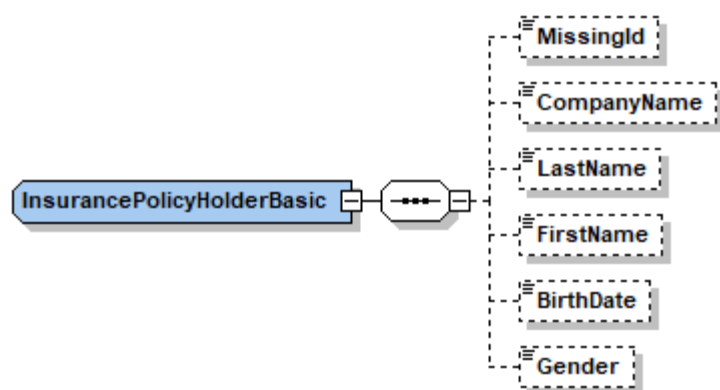 MissingId
CompanyName
LastName
InsurancePolicyHolderBasic
FirstName
BirthDate
Gender